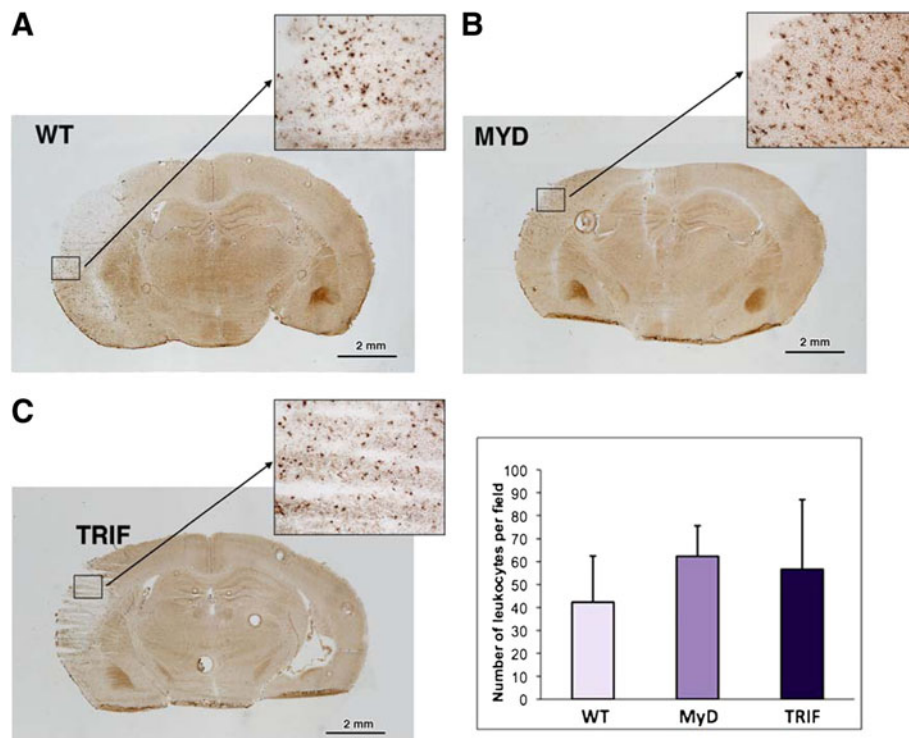 A
WT
2 mm
B
MYD
2 mm
C
TRIF
2 mm
Number of leukocytes per field
100
90
80
70
60
50
40
30
20
10
0
WT
MyD
TRIF